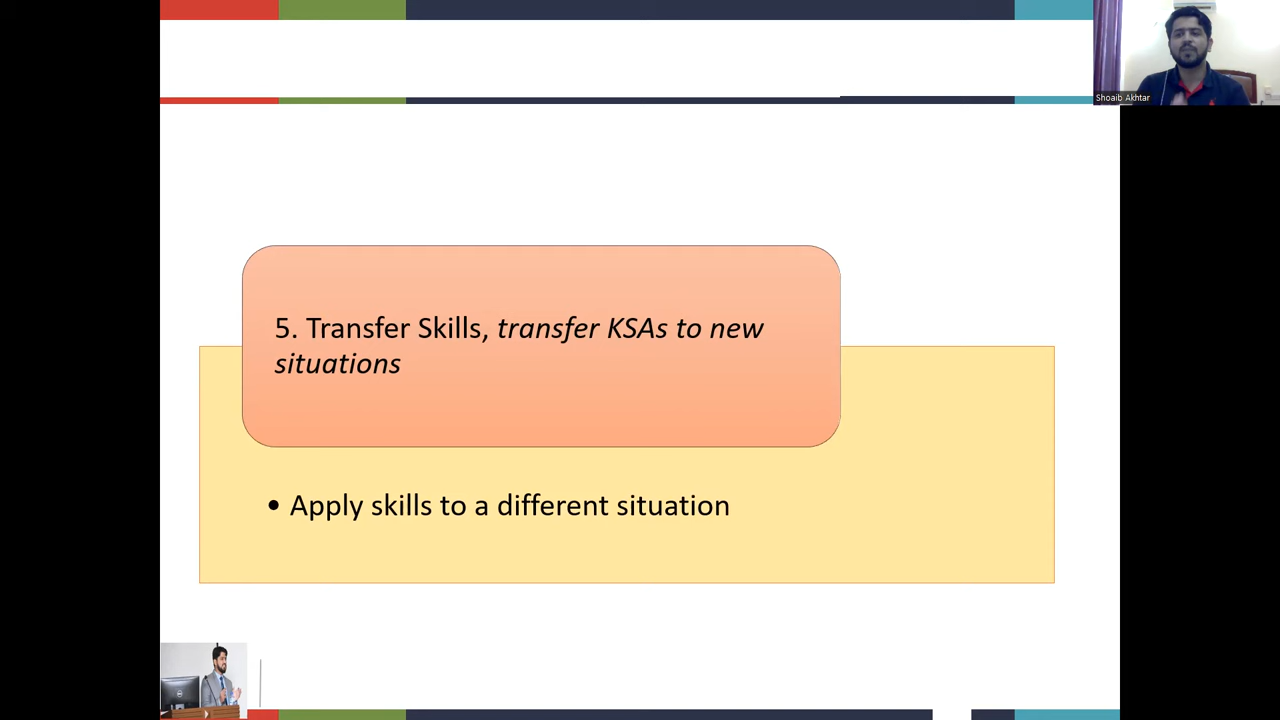 Shoaib Akhtar
5. Transfer Skills, transfer KSAs to new
situations
• Apply skills to a different situation